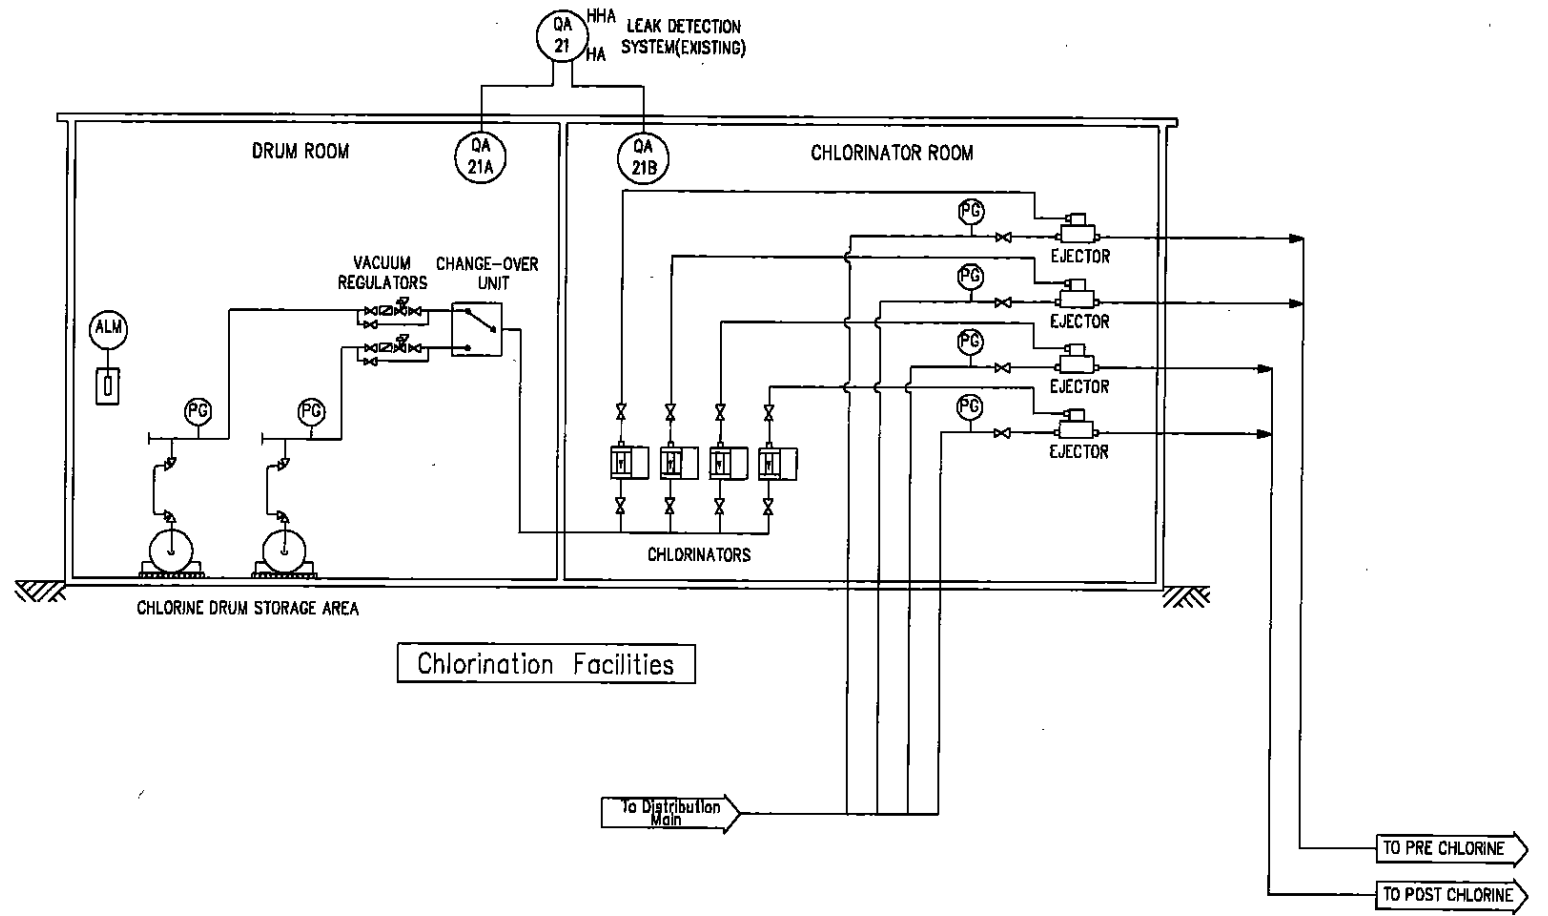 QA
21
HHA
HA
LEAK DETECTION
SYSTEM(EXISTING)
DRUM ROOM
QA
21A
QA
21B
CHLORINATOR ROOM
PG
EJECTOR
VACUUM
REGULATORS
CHANGE-OVER
UNIT
PG
EJECTOR
ALM
PG
EJECTOR
PG
PG
PG
EJECTOR
CHLORINATORS
CHLORINE DRUM STORAGE AREA
Chlorination Facilities
To Distribution
Main
TO PRE CHLORINE
TO POST CHLORINE